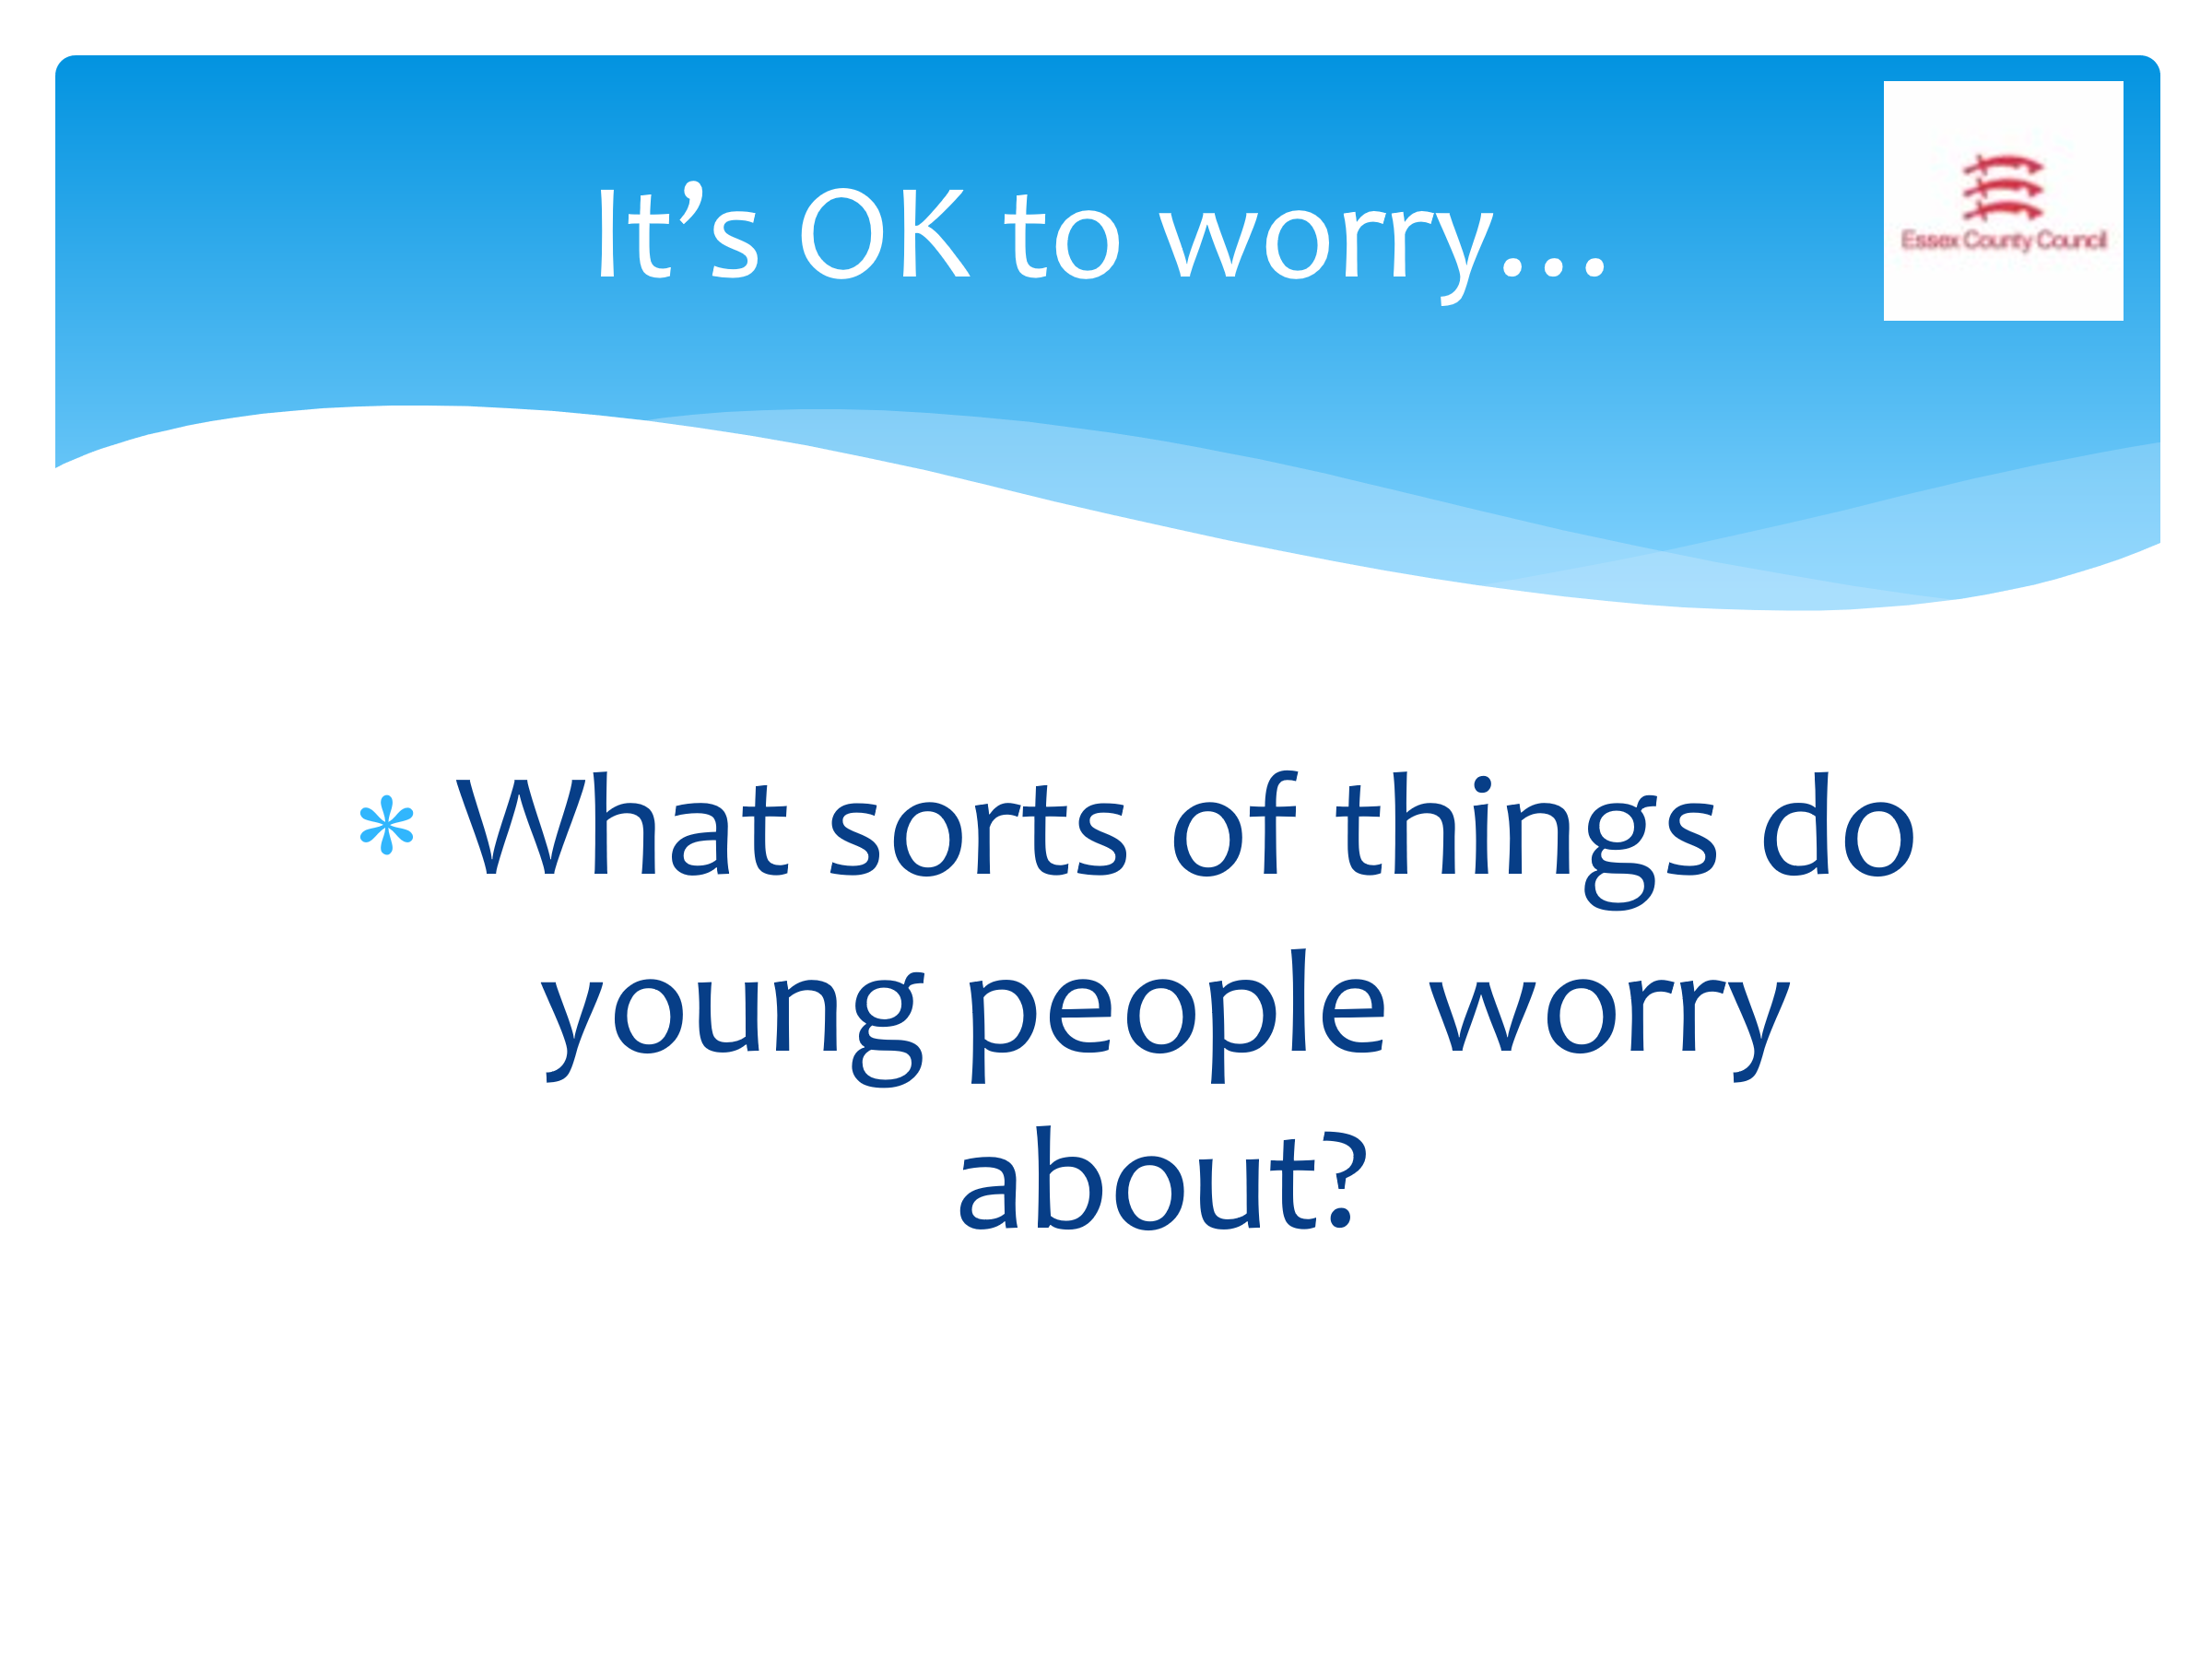 It’s OK to worry….
Essex County Council
* What sorts of things do
young people worry
about?